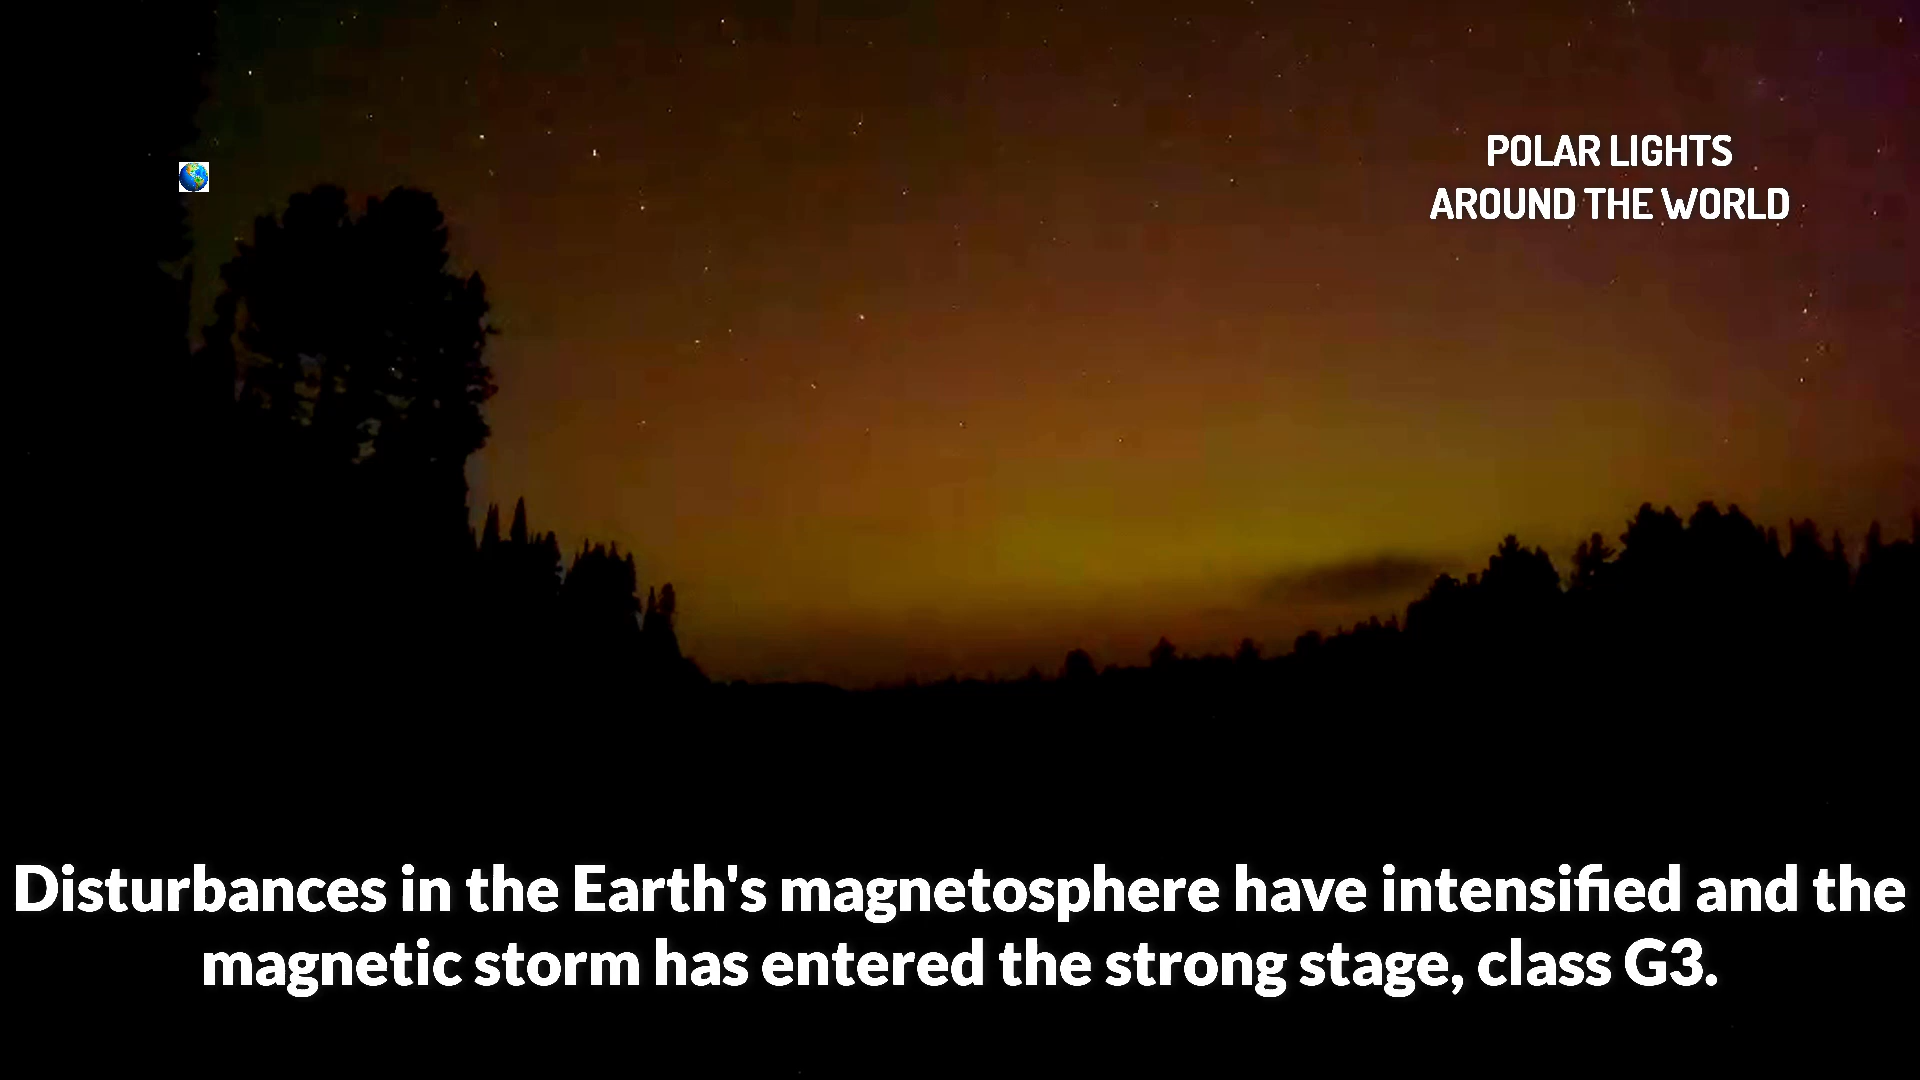 POLAR LIGHTS
AROUND THE WORLD
Disturbances in the Earth's magnetosphere have intensified and the
magnetic storm has entered the strong stage, class G3.